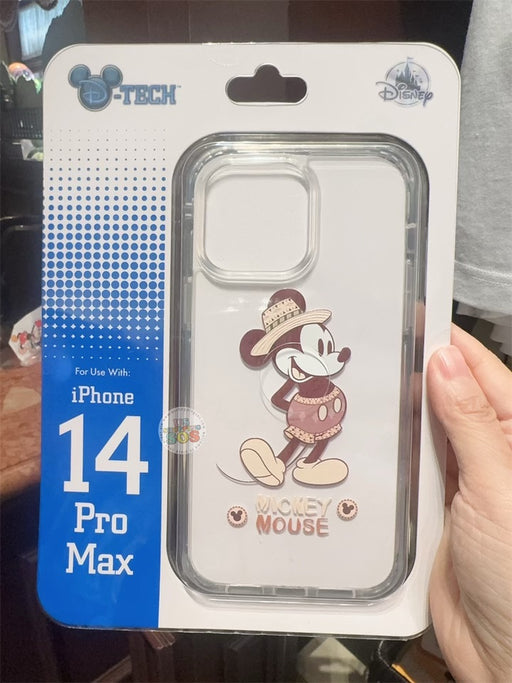 D-TECH
Disney
For Use With:
iPhone
14
Pro
Max
MICKEY
MOUSE